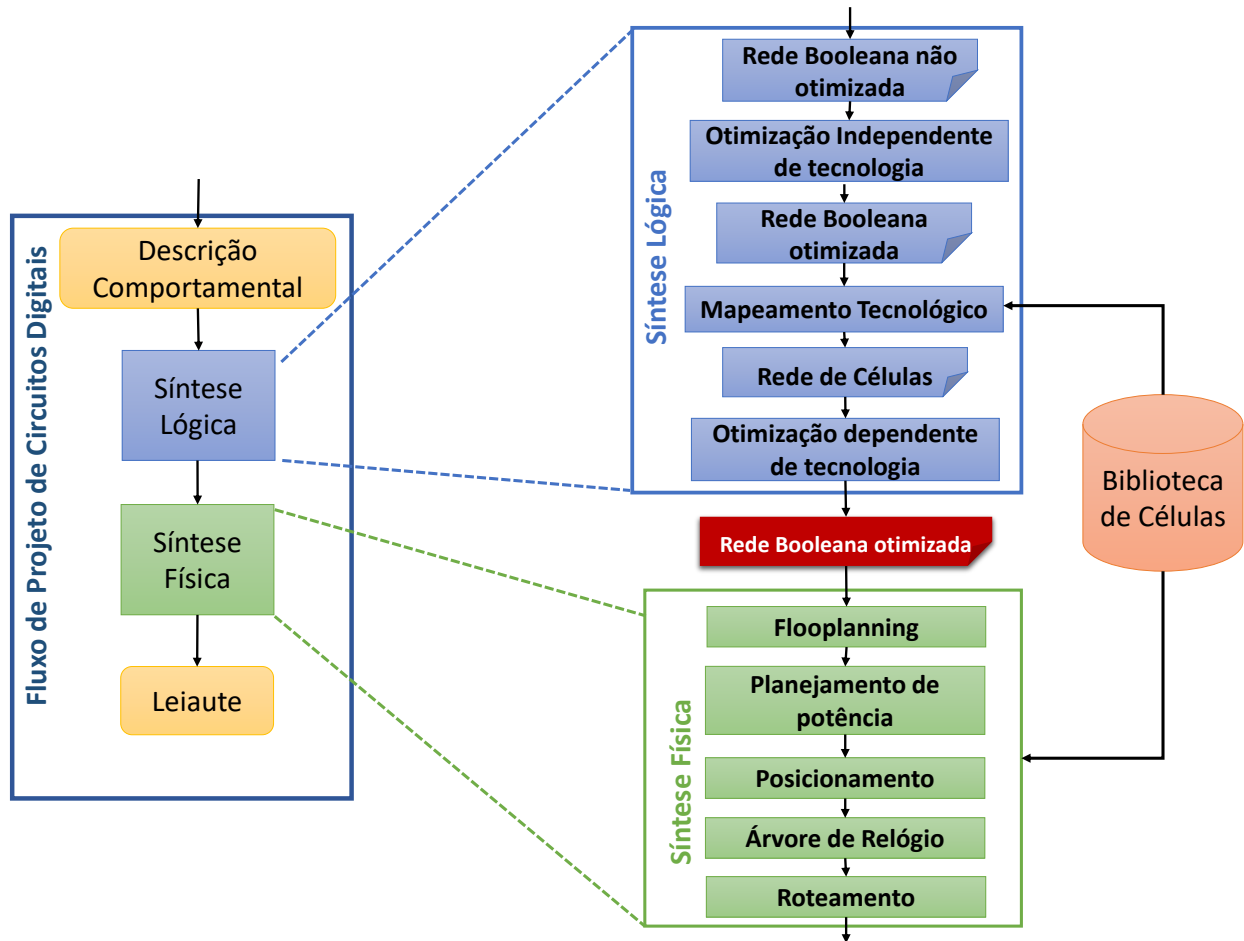 Fluxo de Projeto de Circuitos Digitais
Descrição
Comportamental
Síntese
Lógica
Síntese
Física
Leiaute
Síntese Lógica
Rede Booleana não
otimizada
Otimização Independente
de tecnologia
Rede Booleana
otimizada
Mapeamento Tecnológico
Rede de Células
Otimização dependente
de tecnologia
Rede Booleana otimizada
Síntese Física
Flooplanning
Planejamento de
potência
Posicionamento
Árvore de Relógio
Roteamento
Biblioteca
de Células